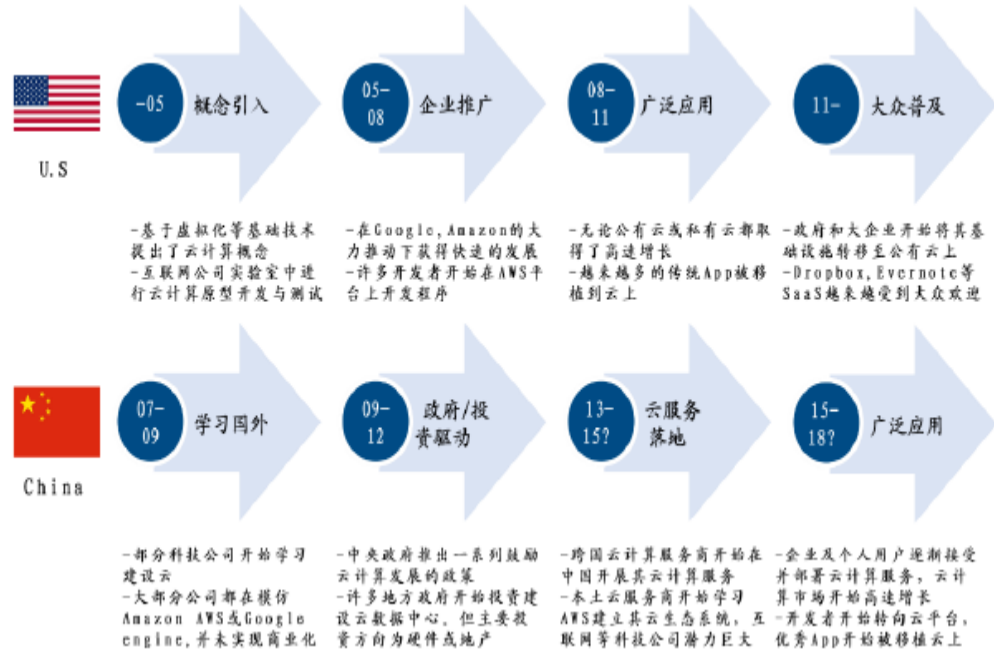 U.S
-05
概念引入
05-
08
企业推广
08-
11
广泛应用
11-
大众普及
-基于虚拟化等基础技术
提出了云计算概念
-互联网公司实验室中进
行云计算原型开发与测试
-在Google,Amazon的大
力推动下获得快速的发展
-许多开发者开始在AWS平
台上开发程序
-无论公有云或私有云都取
得了高速增长
-越来越多的传统App被移
植到云上
-政府和大企业开始将其基
础设施转移至公有云上
-Dropbox,Evernote等
SaaS越来越受到大众欢迎
China
07-
09
学习国外
09-
12
政府/投
资驱动
13-
15?
云服务
落地
15-
18?
广泛应用
-部分科技公司开始学习
建设云
-大部分公司都在模仿
Amazon AWS或Google
engine,并未实现商业化
-中央政府推出一系列鼓励
云计算发展的政策
-许多地方政府开始投资建
设云数据中心，但主要投
资方向为硬件或地产
-跨国云计算服务商开始在
中国开展其云计算服务
-本土云服务商开始学习
AWS建立其云生态系统，互
联网等科技公司潜力巨大
-企业及个人用户逐渐接受
并部署云计算服务，云计
算市场开始高速增长
-开发者开始转向云平台，
优秀App开始被移植云上